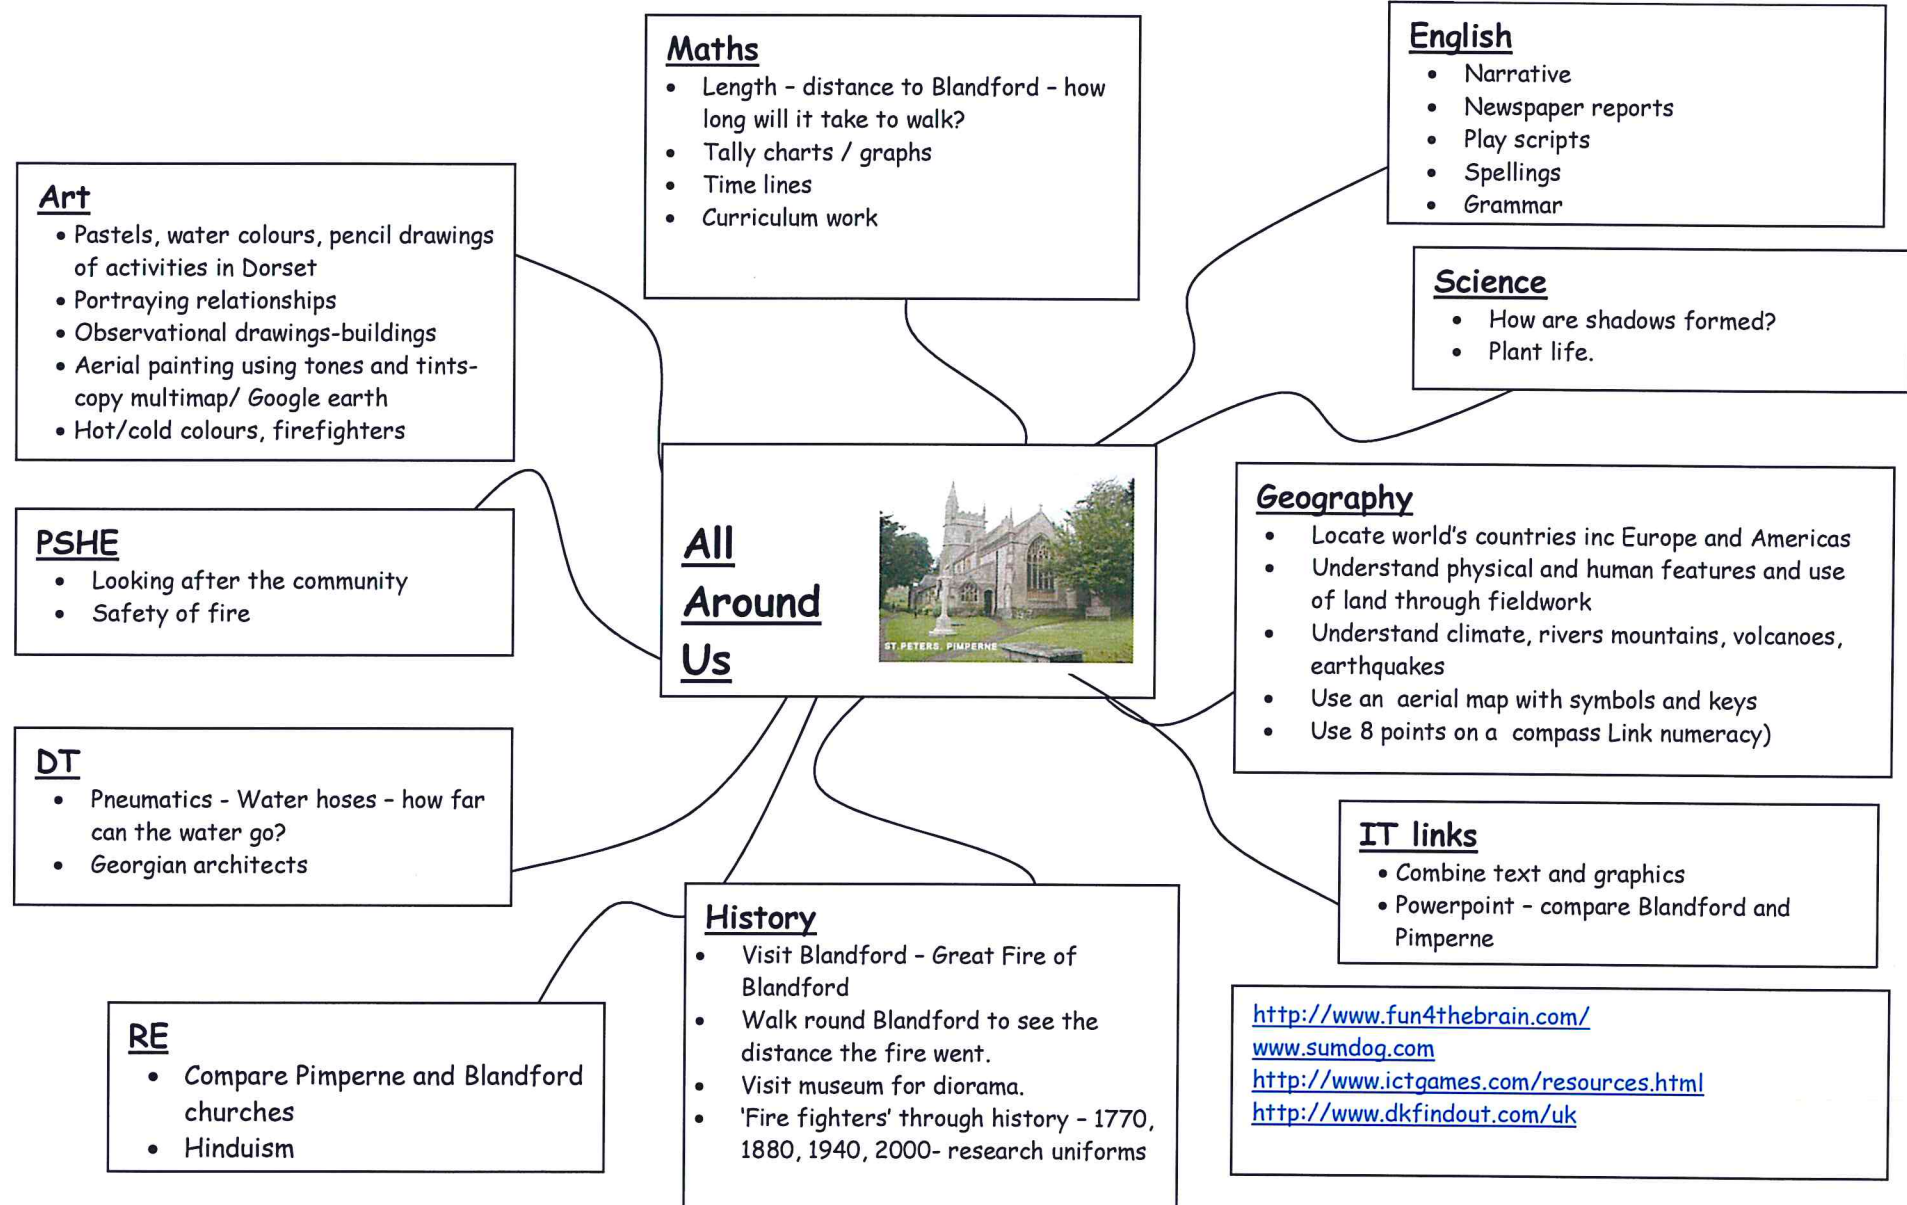 Maths
• Length – distance to Blandford – how
long will it take to walk?
• Tally charts / graphs
• Time lines
• Curriculum work
English
• Narrative
• Newspaper reports
• Play scripts
• Spellings
• Grammar
Art
• Pastels, water colours, pencil drawings
of activities in Dorset
• Portraying relationships
• Observational drawings-buildings
• Aerial painting using tones and tints-
copy multimap/ Google earth
• Hot/cold colours, firefighters
Science
• How are shadows formed?
• Plant life.
All
Around
Us
ST.PETERS, PIMPERNE
Geography
• Locate world's countries inc Europe and Americas
• Understand physical and human features and use
of land through fieldwork
• Understand climate, rivers mountains, volcanoes,
earthquakes
• Use an aerial map with symbols and keys
• Use 8 points on a compass Link numeracy)
PSHE
• Looking after the community
• Safety of fire
DT
• Pneumatics - Water hoses – how far
can the water go?
• Georgian architects
IT links
• Combine text and graphics
• Powerpoint – compare Blandford and
Pimperne
History
• Visit Blandford – Great Fire of
Blandford
• Walk round Blandford to see the
distance the fire went.
• Visit museum for diorama.
• 'Fire fighters' through history – 1770,
1880, 1940, 2000- research uniforms
RE
• Compare Pimperne and Blandford
churches
• Hinduism
http://www.fun4thebrain.com/
www.sumdog.com
http://www.ictgames.com/resources.html
http://www.dkfindout.com/uk